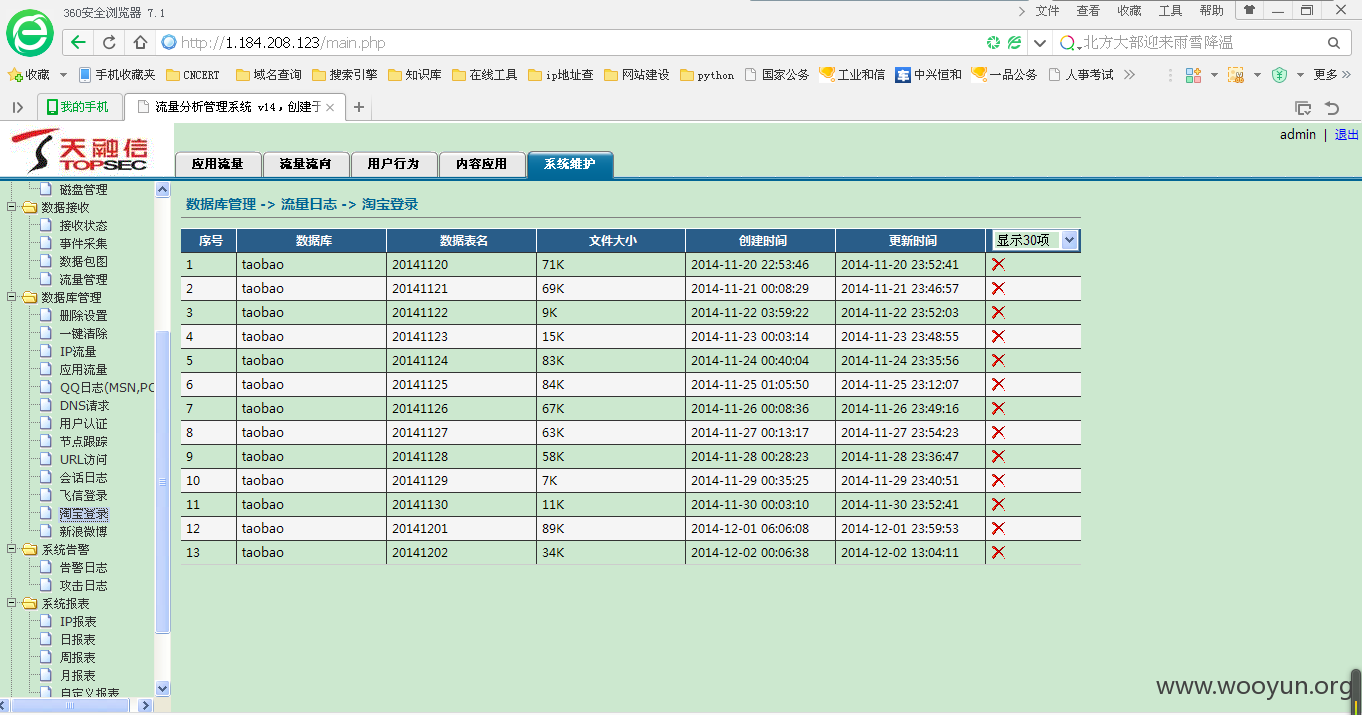 360安全浏览器 7.1
文件 查看 收藏 工具 帮助
http://1.184.208.123/main.php
北方大部迎来雨雪降温
收藏 手机收藏夹 CNCERT 域名查询 搜索引擎 知识库 在线工具 ip地址查 网站建设 python 国家公务 工业和信 中兴恒和 一品公务 人事考试 更多
我的手机 流量分析管理系统 v14，创建于
天融信
TOPSEC
admin | 退出
应用流量 流量流向 用户行为 内容应用 系统维护
磁盘管理
数据接收
接收状态
事件采集
数据包图
流量管理
数据库管理
删除设置
一键清除
IP流量
应用流量
QQ日志(MSN,PO
DNS请求
用户认证
节点跟踪
URL访问
会话日志
飞信登录
淘宝登录
新浪微博
系统告警
告警日志
攻击日志
系统报表
IP报表
日报表
周报表
月报表
自定义报表
数据库管理 -> 流量日志 -> 淘宝登录
序号 数据库 数据表名 文件大小 创建时间 更新时间 显示30项
1 taobao 20141120 71K 2014-11-20 22:53:46 2014-11-20 23:52:41
2 taobao 20141121 69K 2014-11-21 00:08:29 2014-11-21 23:46:57
3 taobao 20141122 9K 2014-11-22 03:59:22 2014-11-22 23:52:03
4 taobao 20141123 15K 2014-11-23 00:03:14 2014-11-23 23:48:55
5 taobao 20141124 83K 2014-11-24 00:40:04 2014-11-24 23:35:56
6 taobao 20141125 84K 2014-11-25 01:05:50 2014-11-25 23:12:07
7 taobao 20141126 67K 2014-11-26 00:08:36 2014-11-26 23:49:16
8 taobao 20141127 63K 2014-11-27 00:13:17 2014-11-27 23:54:23
9 taobao 20141128 58K 2014-11-28 00:28:23 2014-11-28 23:36:47
10 taobao 20141129 7K 2014-11-29 00:35:25 2014-11-29 23:40:51
11 taobao 20141130 11K 2014-11-30 00:03:10 2014-11-30 23:52:41
12 taobao 20141201 89K 2014-12-01 06:06:08 2014-12-01 23:59:53
13 taobao 20141202 34K 2014-12-02 00:06:38 2014-12-02 13:04:11
www.wooyun.org